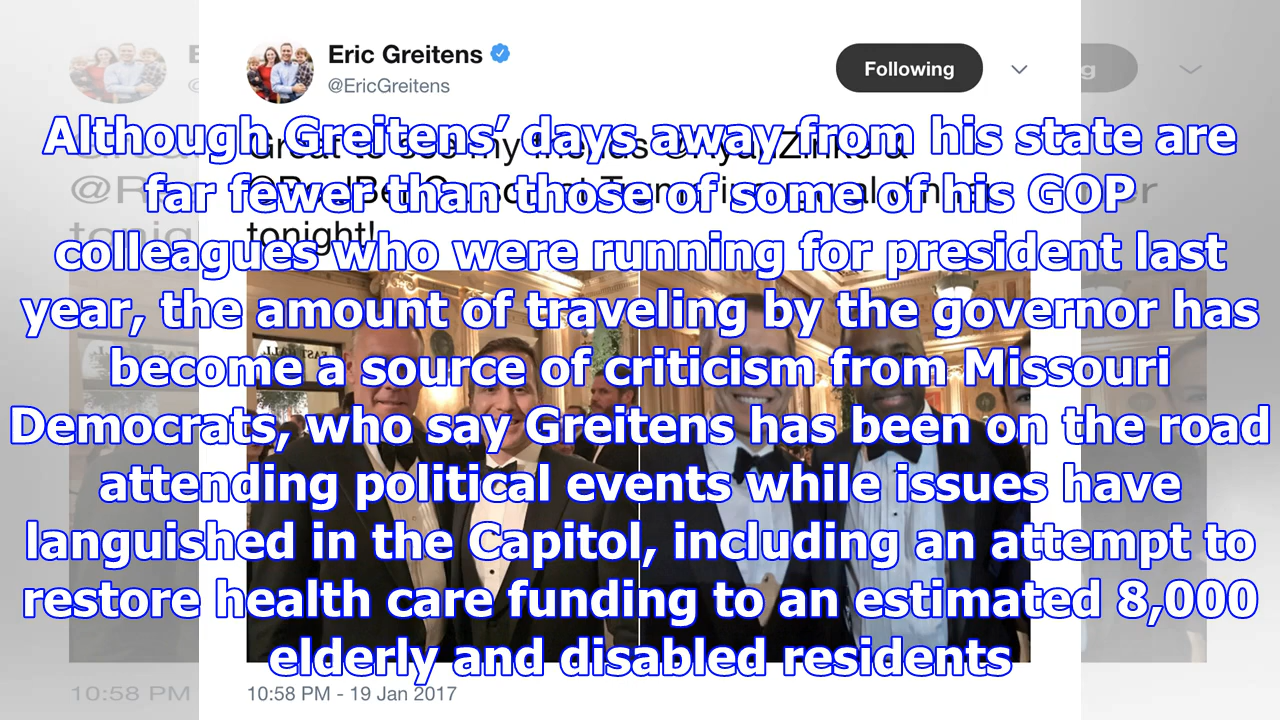 Eric Greitens
@EricGreitens
Following
Although Greitens’ days away from his state are
far fewer than those of some of his GOP
tonight!
colleagues who were running for president last
year, the amount of traveling by the governor has
become a source of criticism from Missouri
Democrats, who say Greitens has been on the road
attending political events while issues have
languished in the Capitol, including an attempt to
restore health care funding to an estimated 8,000
elderly and disabled residents
10:58 PM
10:58 PM - 19 Jan 2017